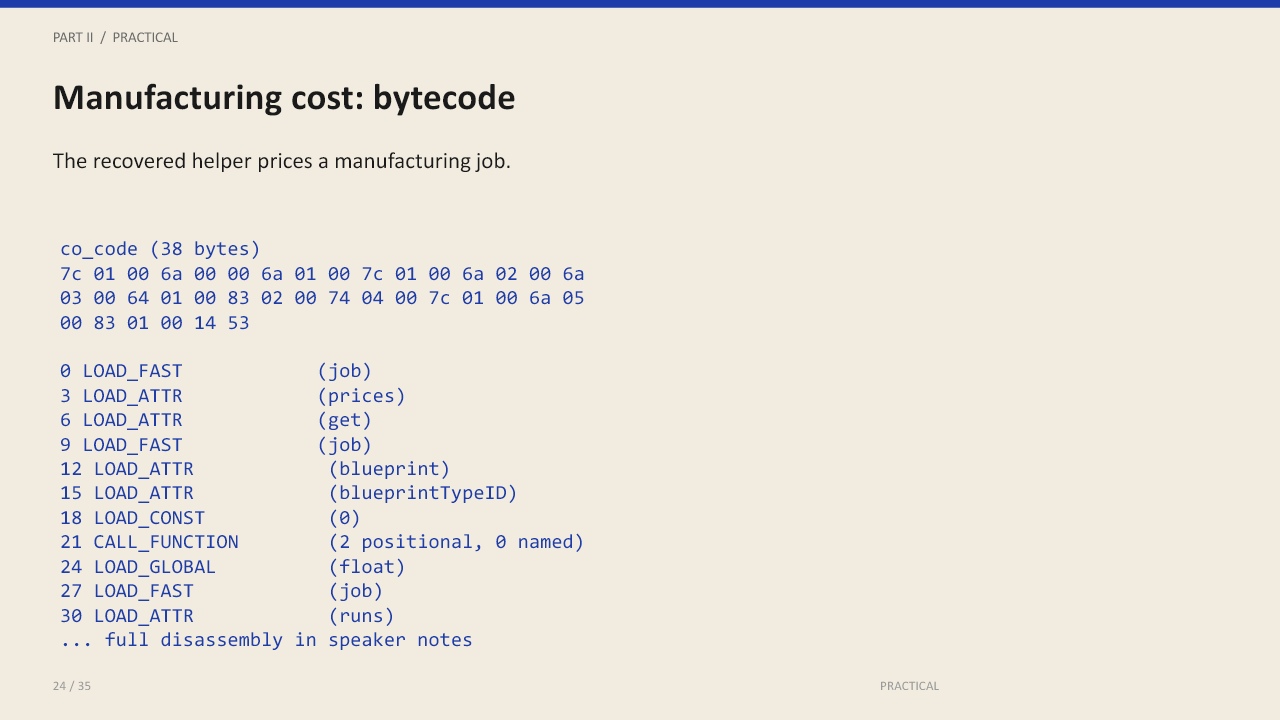 PART II / PRACTICAL
Manufacturing cost: bytecode
The recovered helper prices a manufacturing job.
co_code (38 bytes)
7c 01 00 6a 00 00 6a 01 00 7c 01 00 6a 02 00 6a
03 00 64 01 00 83 02 00 74 04 00 7c 01 00 6a 05
00 83 01 00 14 53
0 LOAD_FAST (job)
3 LOAD_ATTR (prices)
6 LOAD_ATTR (get)
9 LOAD_FAST (job)
12 LOAD_ATTR (blueprint)
15 LOAD_ATTR (blueprintTypeID)
18 LOAD_CONST (0)
21 CALL_FUNCTION (2 positional, 0 named)
24 LOAD_GLOBAL (float)
27 LOAD_FAST (job)
30 LOAD_ATTR (runs)
... full disassembly in speaker notes
24 / 35
PRACTICAL